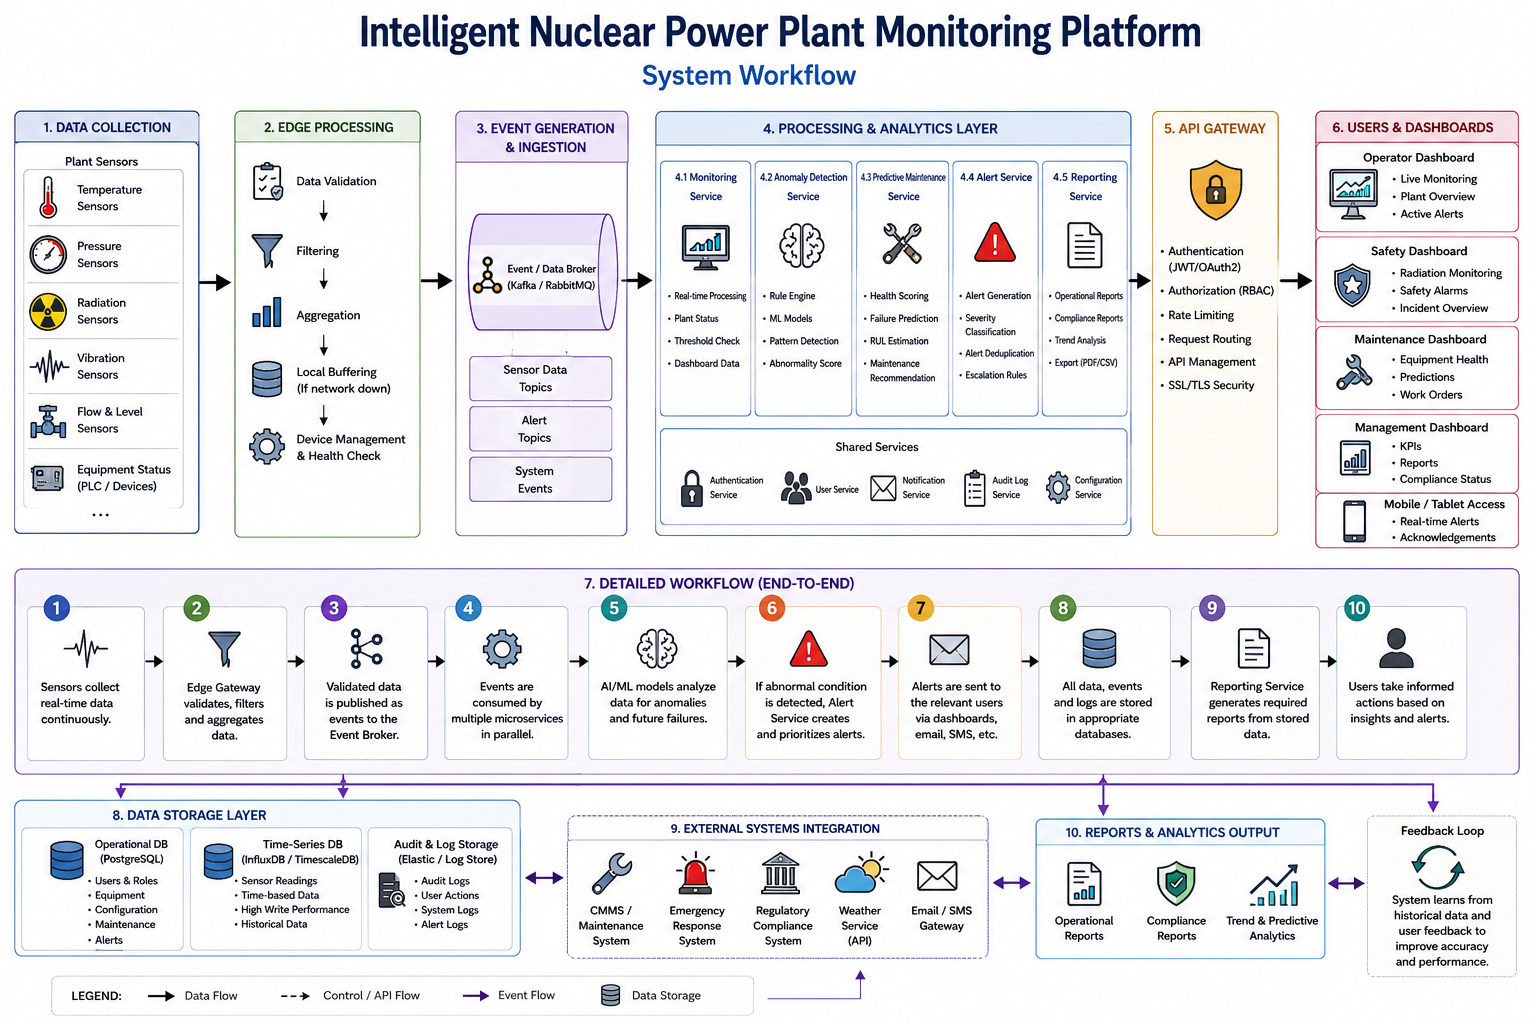 Intelligent Nuclear Power Plant Monitoring Platform
System Workflow
1. DATA COLLECTION
Plant Sensors
Temperature
Sensors
Pressure
Sensors
Radiation
Sensors
Vibration
Sensors
Flow & Level
Sensors
Equipment Status
(PLC / Devices)
...
2. EDGE PROCESSING
Data Validation
Filtering
Aggregation
Local Buffering
(If network down)
Device Management
& Health Check
3. EVENT GENERATION
& INGESTION
Event / Data Broker
(Kafka / RabbitMQ)
Sensor Data
Topics
Alert
Topics
System
Events
4. PROCESSING & ANALYTICS LAYER
4.1 Monitoring
Service
• Real-time Processing
• Plant Status
• Threshold Check
• Dashboard Data
4.2 Anomaly Detection
Service
• Rule Engine
• ML Models
• Pattern Detection
• Abnormality Score
4.3 Predictive Maintenance
Service
• Health Scoring
• Failure Prediction
• RUL Estimation
• Maintenance
Recommendation
4.4 Alert Service
• Alert Generation
• Severity
Classification
• Alert Deduplication
• Escalation Rules
4.5 Reporting
Service
• Operational Reports
• Compliance Reports
• Trend Analysis
• Export (PDF/CSV)
Shared Services
Authentication
Service
User Service
Notification
Service
Audit Log
Service
Configuration
Service
5. API GATEWAY
• Authentication
(JWT/OAuth2)
• Authorization (RBAC)
• Rate Limiting
• Request Routing
• API Management
• SSL/TLS Security
6. USERS & DASHBOARDS
Operator Dashboard
• Live Monitoring
• Plant Overview
• Active Alerts
Safety Dashboard
• Radiation Monitoring
• Safety Alarms
• Incident Overview
Maintenance Dashboard
• Equipment Health
• Predictions
• Work Orders
Management Dashboard
• KPIs
• Reports
• Compliance Status
Mobile / Tablet Access
• Real-time Alerts
• Acknowledgements
7. DETAILED WORKFLOW (END-TO-END)
1
Sensors collect
real-time data
continuously.
2
Edge Gateway
validates, filters
and aggregates
data.
3
Validated data
is published as
events to the
Event Broker.
4
Events are
consumed by
multiple microservices
in parallel.
5
AI/ML models analyze
data for anomalies
and future failures.
6
If abnormal condition
is detected, Alert
Service creates
and prioritizes alerts.
7
Alerts are sent to
the relevant users
via dashboards,
email, SMS, etc.
8
All data, events
and logs are stored
in appropriate
databases.
9
Reporting Service
generates required
reports from stored
data.
10
Users take informed
actions based on
insights and alerts.
8. DATA STORAGE LAYER
Operational DB
(PostgreSQL)
• Users & Roles
• Equipment
• Configuration
• Maintenance
• Alerts
Time-Series DB
(InfluxDB / TimescaleDB)
• Sensor Readings
• Time-based Data
• High Write Performance
• Historical Data
Audit & Log Storage
(Elastic / Log Store)
• Audit Logs
• User Actions
• System Logs
• Alert Logs
9. EXTERNAL SYSTEMS INTEGRATION
CMMS /
Maintenance
System
Emergency
Response
System
Regulatory
Compliance
System
Weather
Service
(API)
Email / SMS
Gateway
10. REPORTS & ANALYTICS OUTPUT
Operational
Reports
Compliance
Reports
Trend & Predictive
Analytics
Feedback Loop
System learns from
historical data and
user feedback to
improve accuracy
and performance.
LEGEND:
Data Flow
Control / API Flow
Event Flow
Data Storage